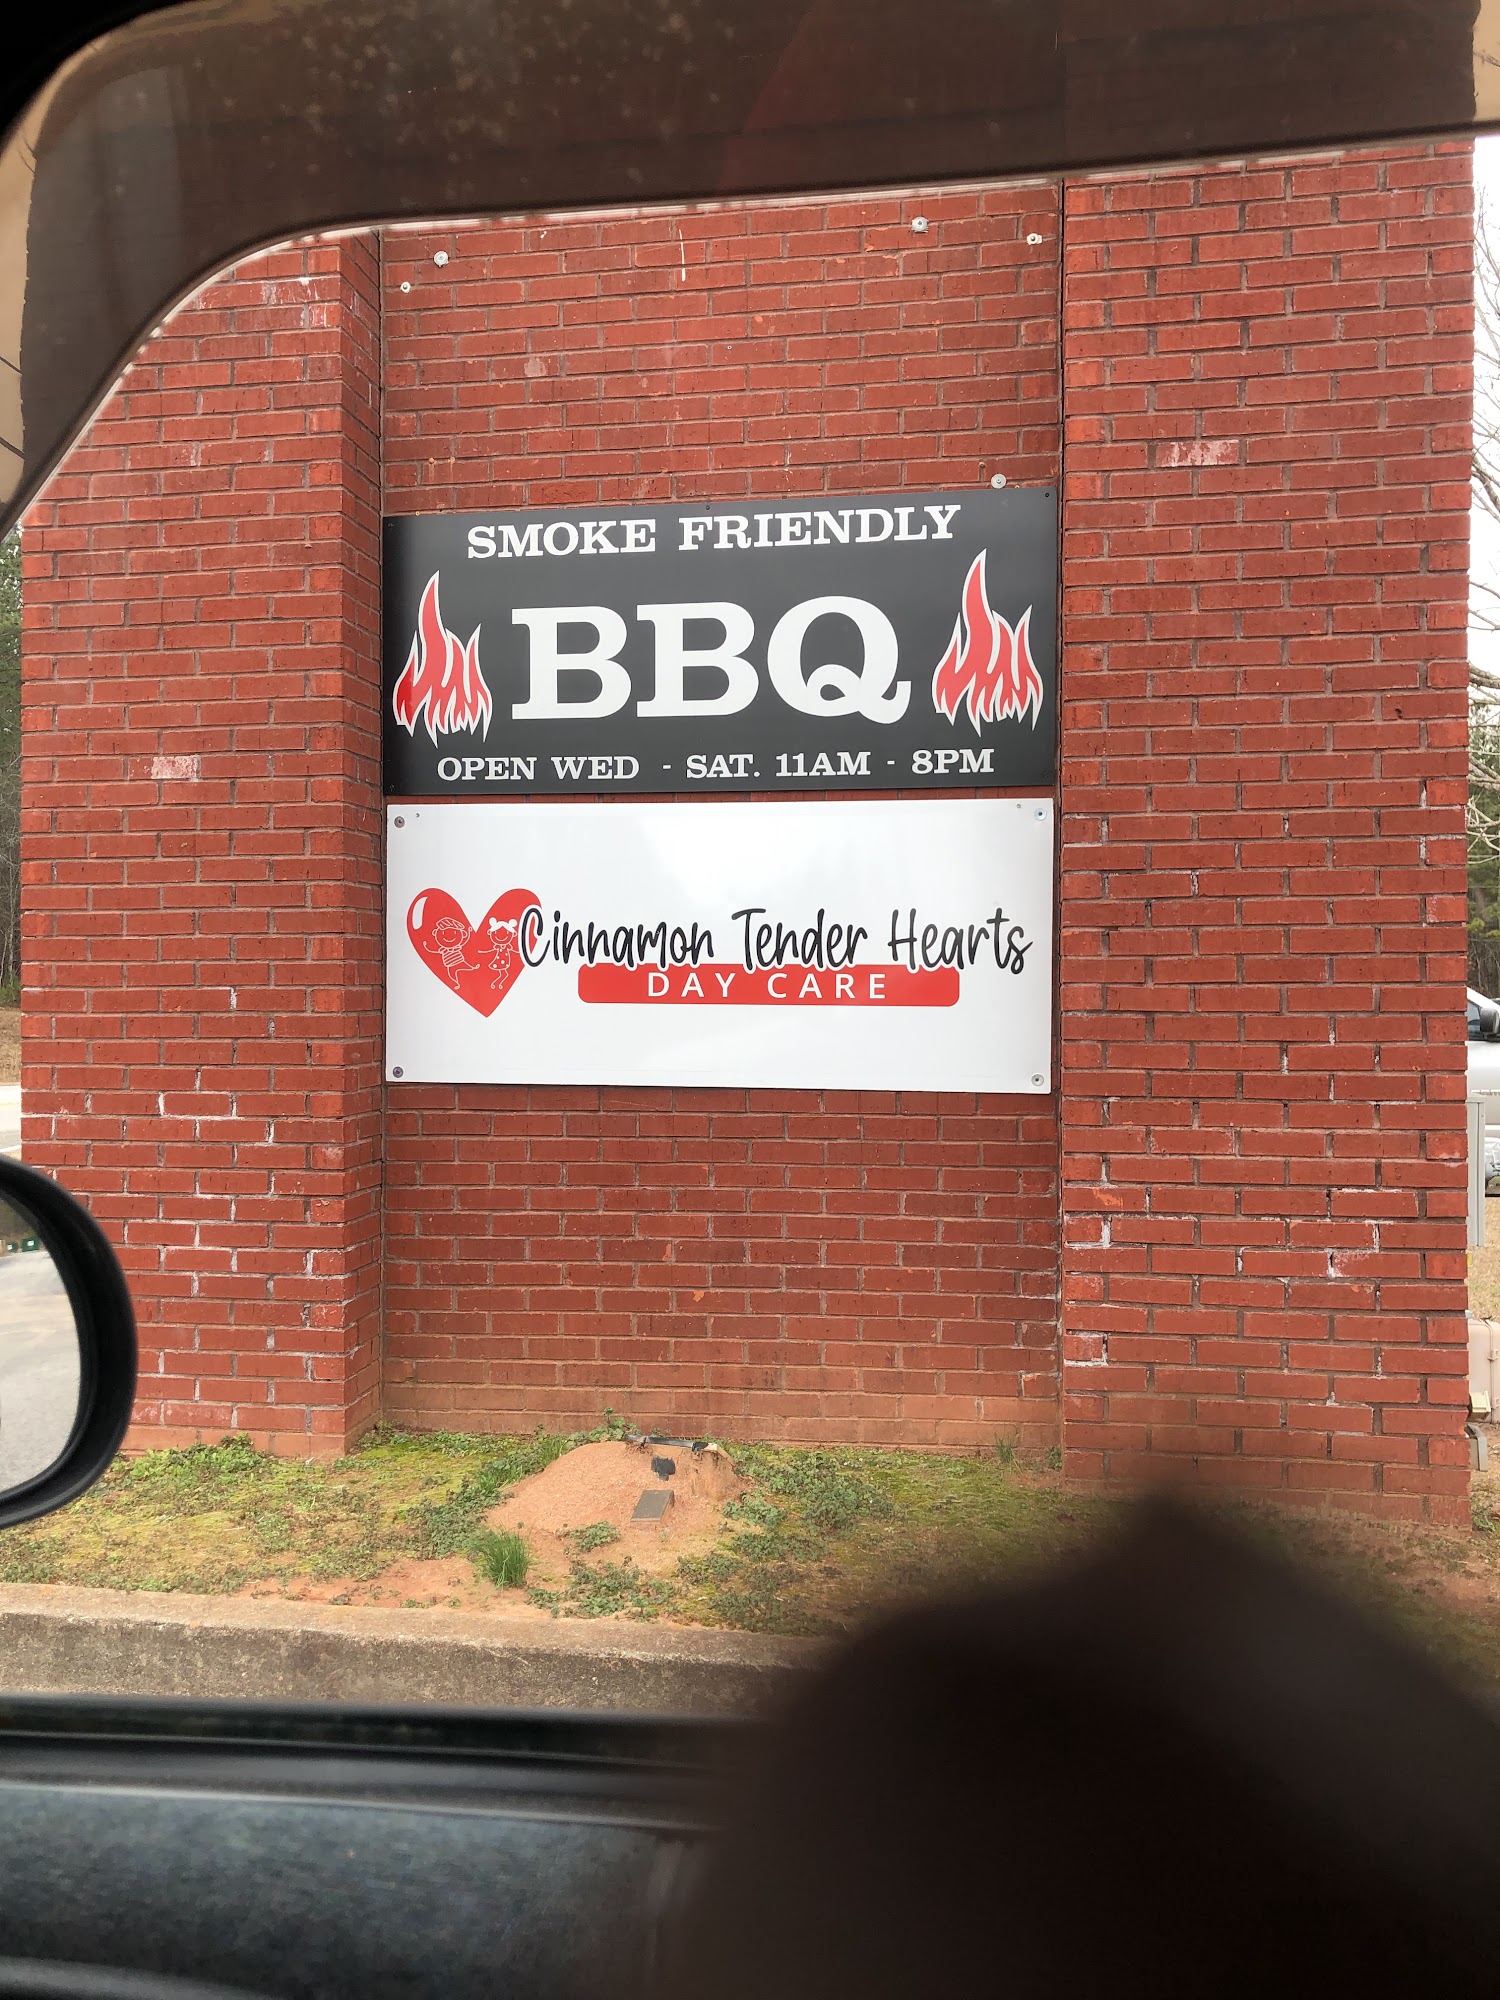 SMOKE FRIENDLY
BBQ
OPEN WED - SAT. 11AM - 8PM
Cinnamon Tender Hearts
DAY CARE